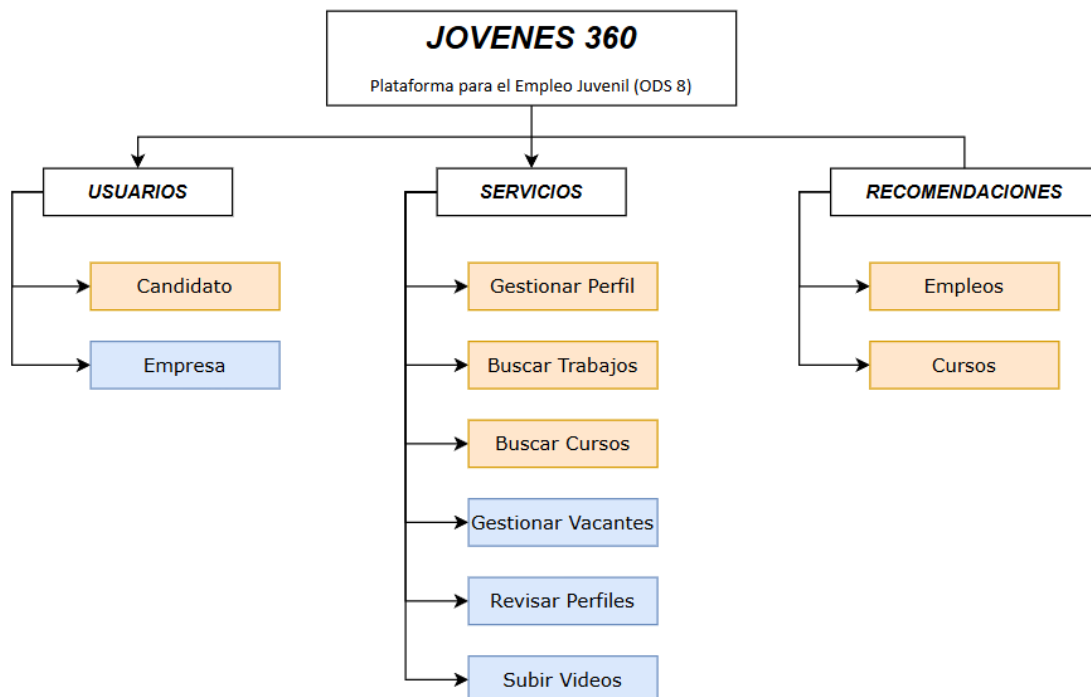 JOVENES 360
Plataforma para el Empleo Juvenil (ODS 8)
USUARIOS
Candidato
Empresa
SERVICIOS
Gestionar Perfil
Buscar Trabajos
Buscar Cursos
Gestionar Vacantes
Revisar Perfiles
Subir Videos
RECOMENDACIONES
Empleos
Cursos